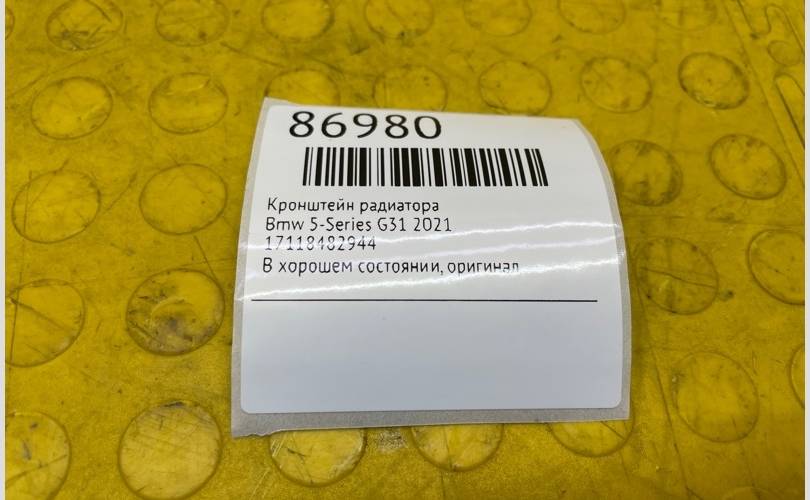 86980
Кронштейн радиатора
Bmw 5-Series G31 2021
17118482944
В хорошем состоянии, оригинал